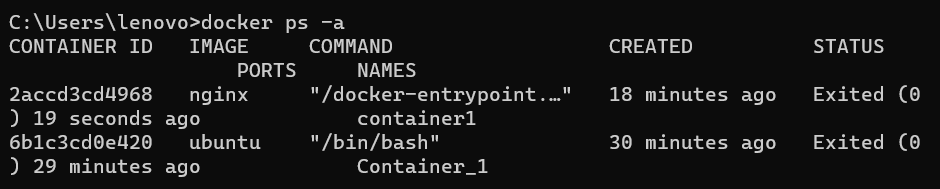 C:\Users\lenovo>docker ps -a
CONTAINER ID   IMAGE     COMMAND                  CREATED          STATUS
                   PORTS     NAMES
2accd3cd4968   nginx     "/docker-entrypoint.…"   18 minutes ago   Exited (0
) 19 seconds ago             container1
6b1c3cd0e420   ubuntu    "/bin/bash"              30 minutes ago   Exited (0
) 29 minutes ago             Container_1